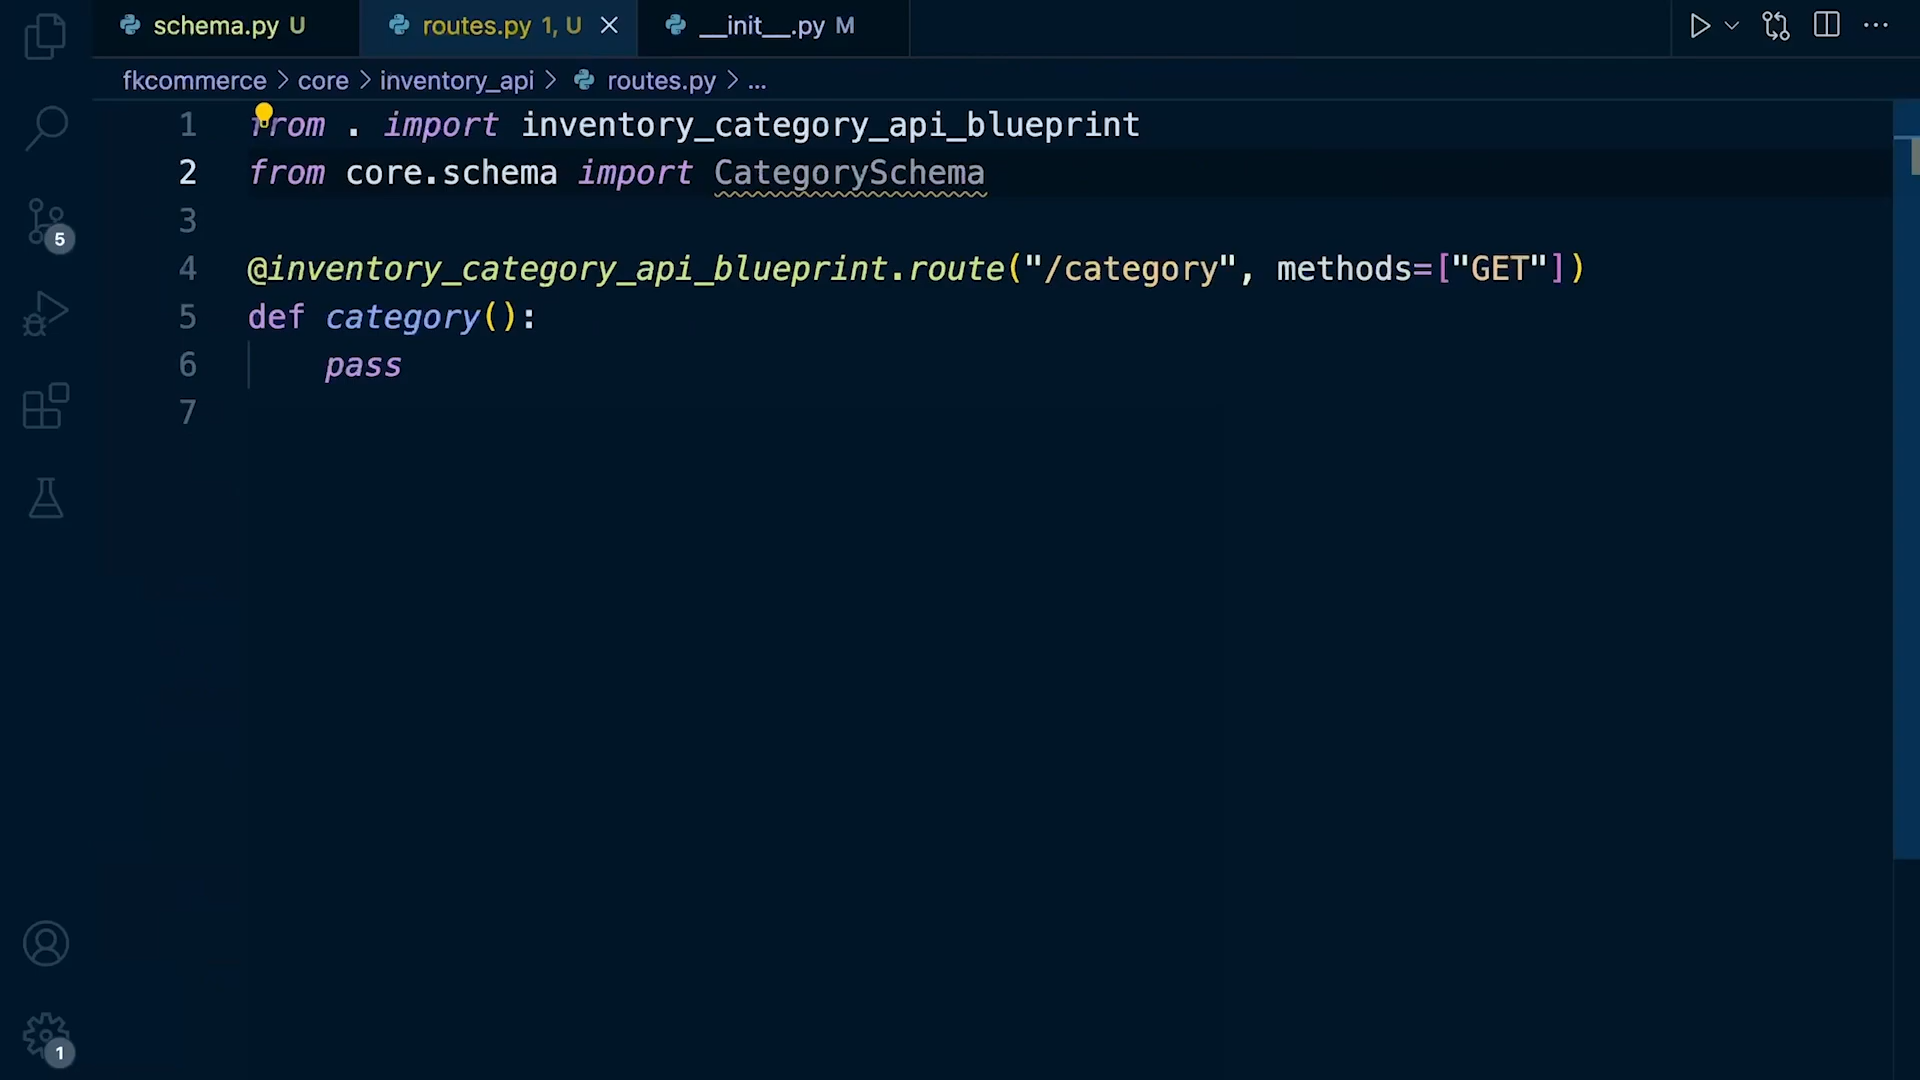 schema.py U routes.py 1, U __init__.py M
fkcommerce > core > inventory_api > routes.py > ...
1 from . import inventory_category_api_blueprint
2 from core.schema import CategorySchema
3
4 @inventory_category_api_blueprint.route("/category", methods=["GET"])
5 def category():
6 pass
7
5
1